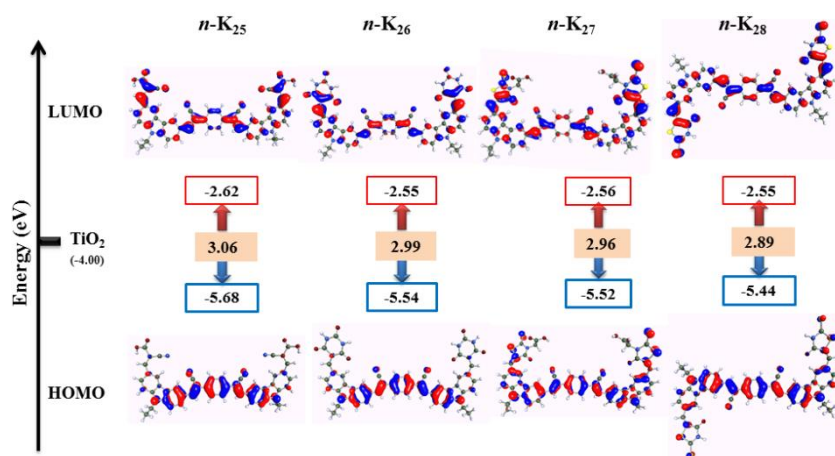 n-K25 n-K26 n-K27 n-K28
LUMO
-2.62 -2.55 -2.56 -2.55
Energy (eV)
TiO2 3.06 2.99 2.96 2.89
(-4.00)
-5.68 -5.54 -5.52 -5.44
HOMO